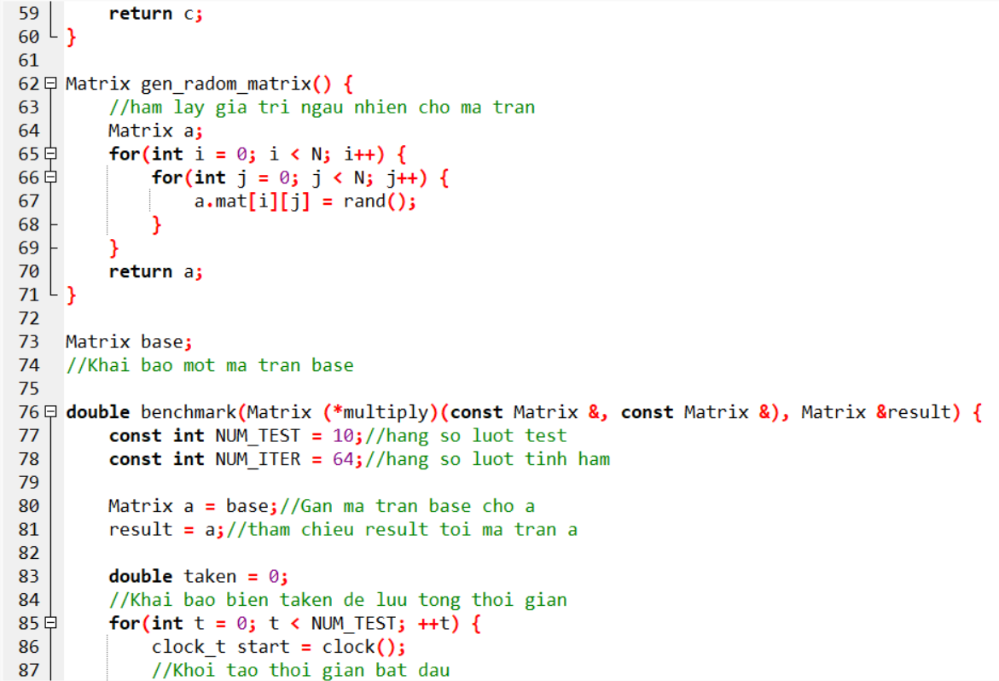 59 return c;
60 }
61
62 Matrix gen_radom_matrix() {
63 //ham lay gia tri ngau nhien cho ma tran
64 Matrix a;
65 for(int i = 0; i < N; i++) {
66 for(int j = 0; j < N; j++) {
67 a.mat[i][j] = rand();
68 }
69 }
70 return a;
71 }
72
73 Matrix base;
74 //Khai bao mot ma tran base
75
76 double benchmark(Matrix (*multiply)(const Matrix &, const Matrix &), Matrix &result) {
77 const int NUM_TEST = 10;//hang so luot test
78 const int NUM_ITER = 64;//hang so luot tinh ham
79
80 Matrix a = base;//Gan ma tran base cho a
81 result = a;//tham chieu result toi ma tran a
82
83 double taken = 0;
84 //Khai bao bien taken de luu tong thoi gian
85 for(int t = 0; t < NUM_TEST; ++t) {
86 clock_t start = clock();
87 //Khoi tao thoi gian bat dau